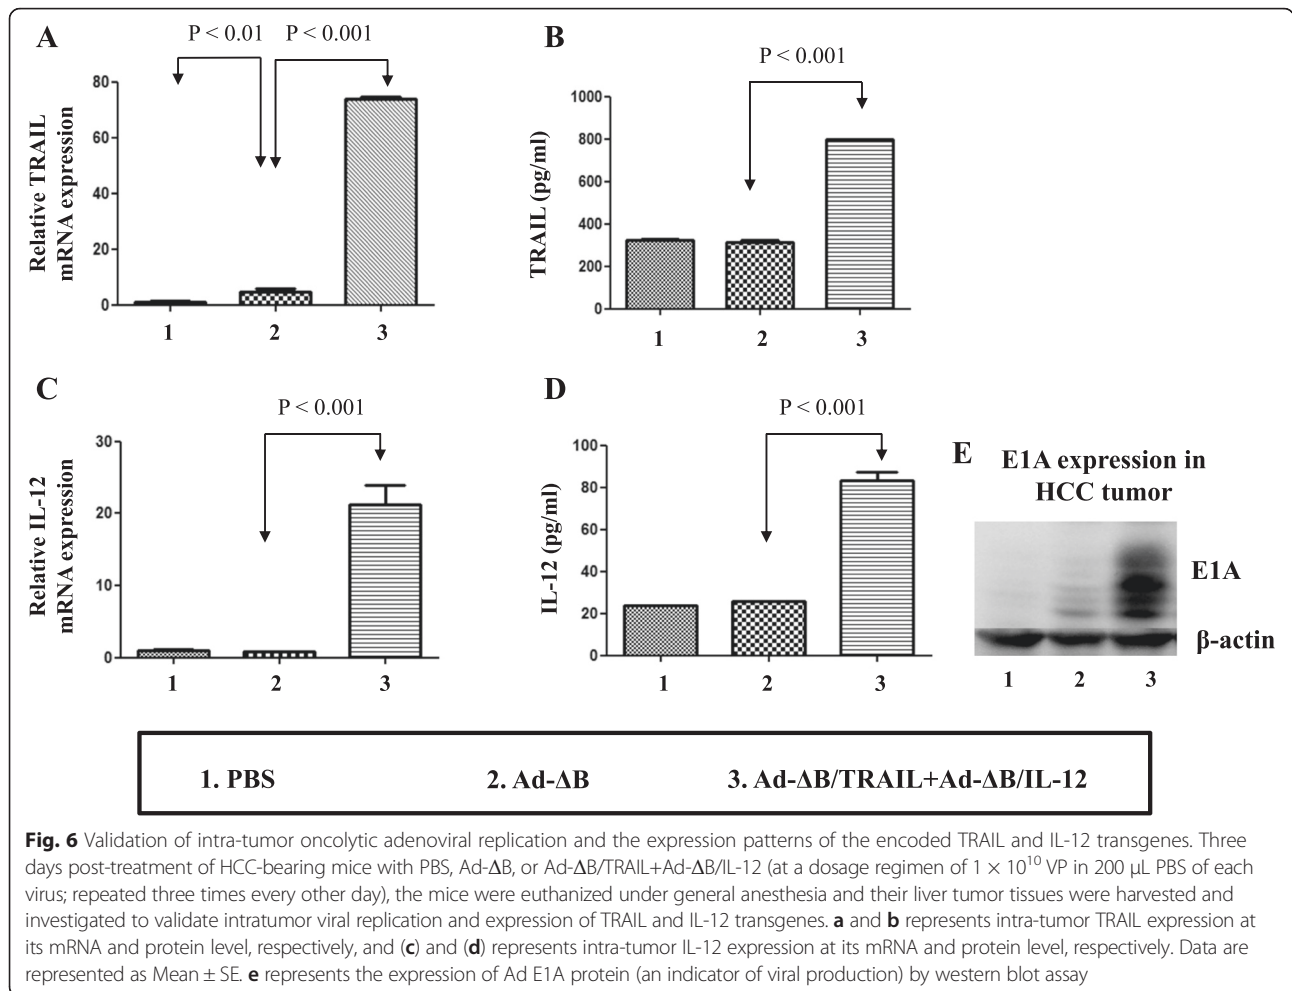 A
P < 0.01
P < 0.001
Relative TRAIL
mRNA expression
80
60
40
20
0
1
2
3
B
P < 0.001
TRAIL (pg/ml)
1000
800
600
400
200
0
1
2
3
C
P < 0.001
Relative IL-12
mRNA expression
30
20
10
0
1
2
3
D
P < 0.001
IL-12 (pg/ml)
100
80
60
40
20
0
1
2
3
E
E1A expression in
HCC tumor
E1A
β-actin
1
2
3
1. PBS 2. Ad-ΔB 3. Ad-ΔB/TRAIL+Ad-ΔB/IL-12
Fig. 6 Validation of intra-tumor oncolytic adenoviral replication and the expression patterns of the encoded TRAIL and IL-12 transgenes. Three
days post-treatment of HCC-bearing mice with PBS, Ad-ΔB, or Ad-ΔB/TRAIL+Ad-ΔB/IL-12 (at a dosage regimen of 1 × 10¹⁰ VP in 200 μL PBS of each
virus; repeated three times every other day), the mice were euthanized under general anesthesia and their liver tumor tissues were harvested and
investigated to validate intratumor viral replication and expression of TRAIL and IL-12 transgenes. a and b represents intra-tumor TRAIL expression at
its mRNA and protein level, respectively, and (c) and (d) represents intra-tumor IL-12 expression at its mRNA and protein level, respectively. Data are
represented as Mean ± SE. e represents the expression of Ad E1A protein (an indicator of viral production) by western blot assay